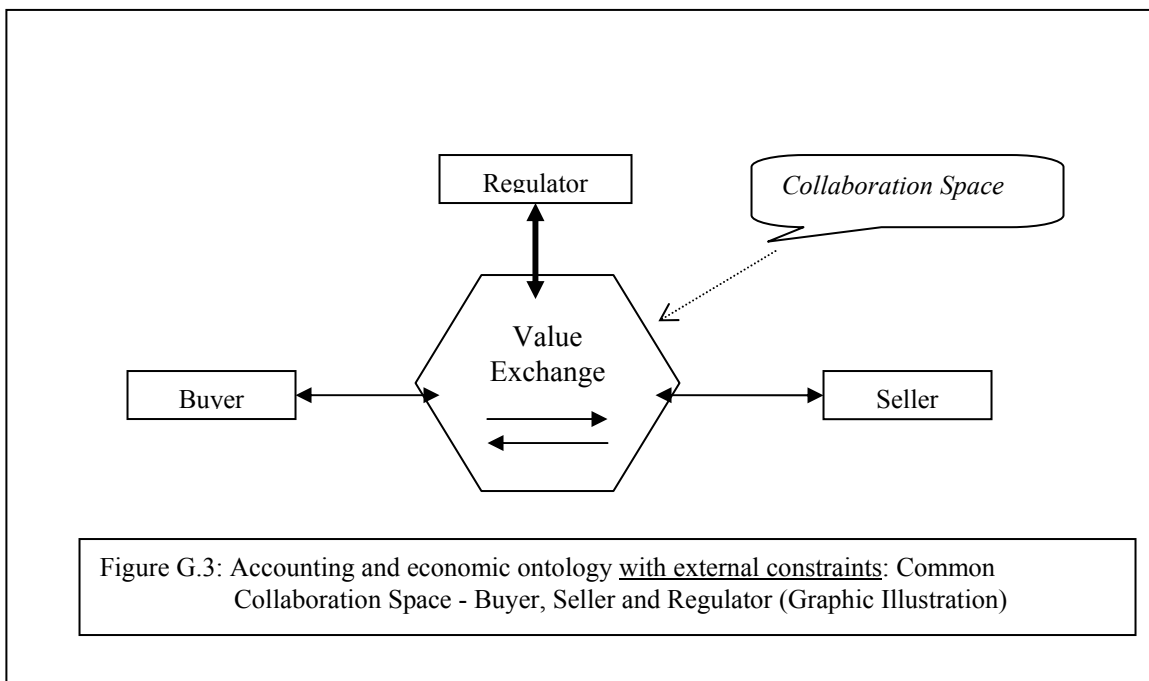 Regulator
Collaboration Space
Value
Exchange
Buyer
Seller
Figure G.3: Accounting and economic ontology with external constraints: Common
Collaboration Space - Buyer, Seller and Regulator (Graphic Illustration)